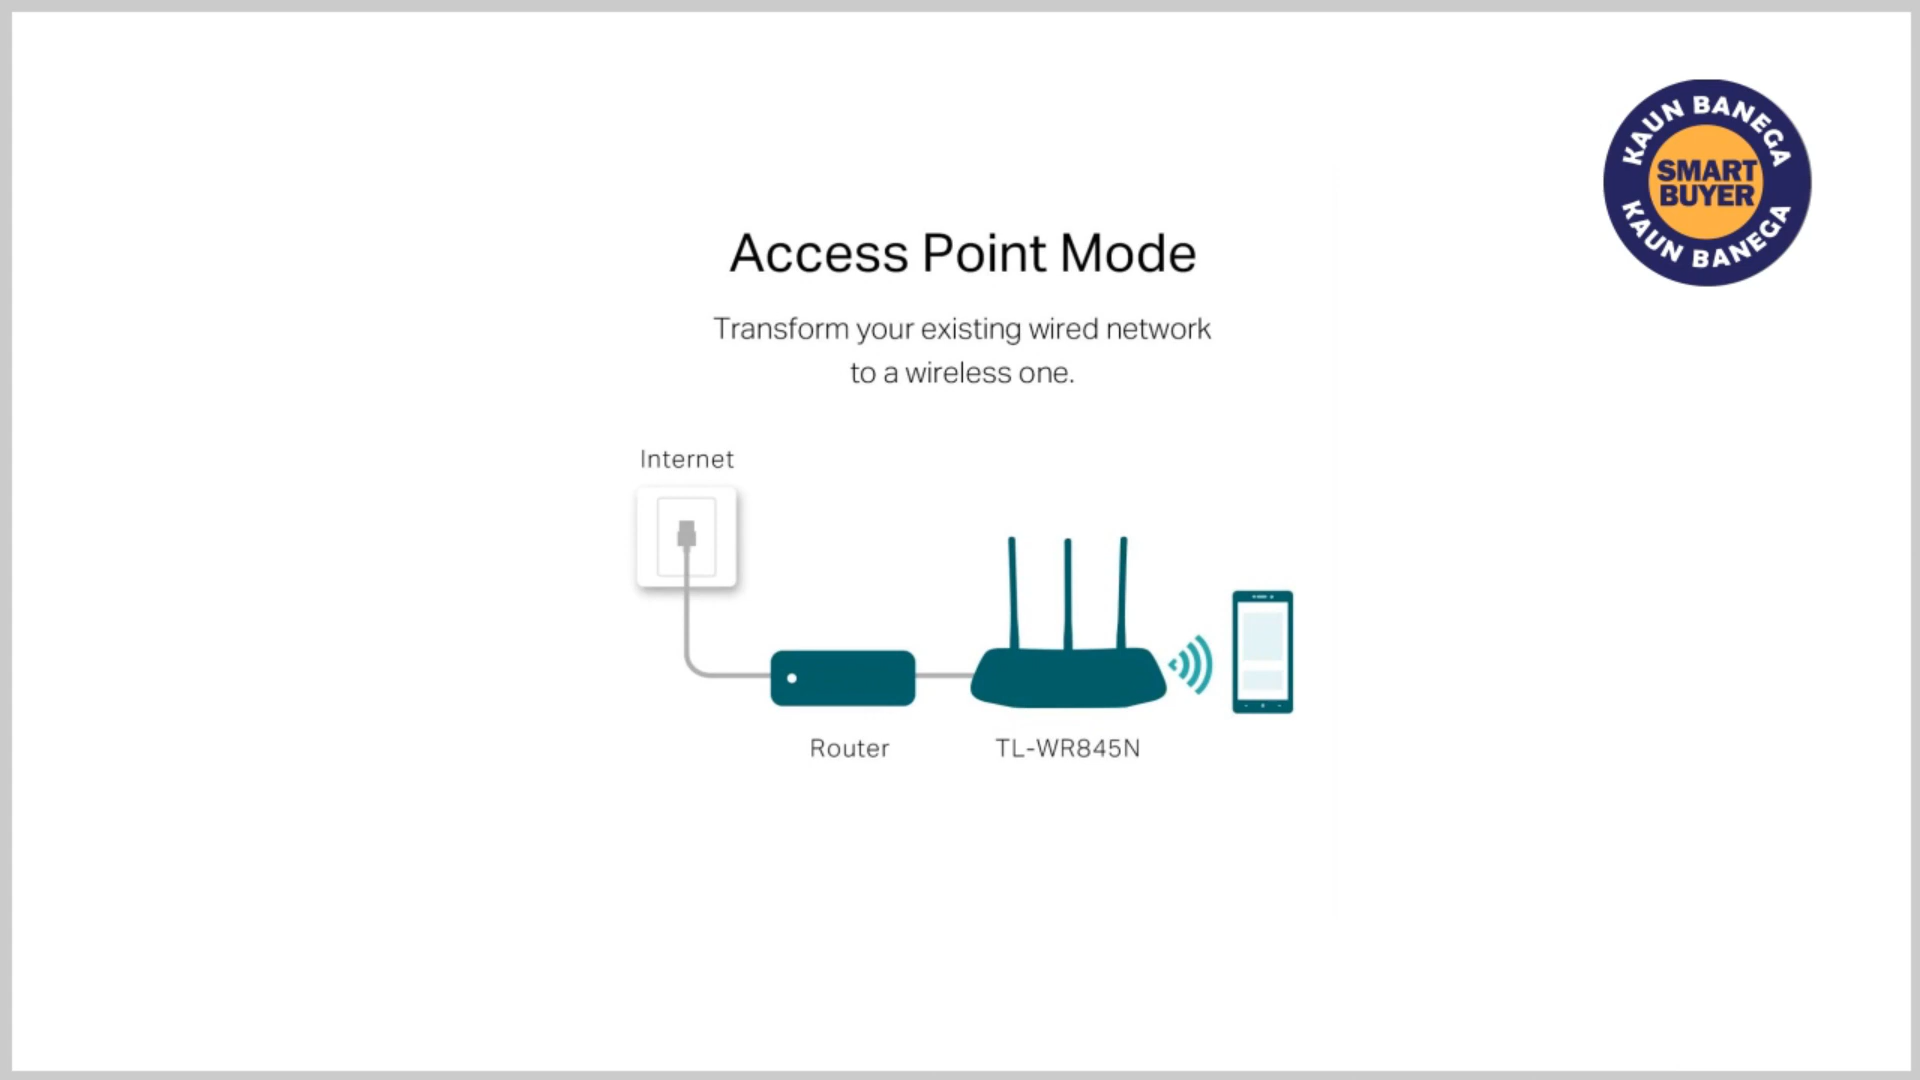 KAUN BANEGA
SMART
BUYER
KAUN BANEGA
Access Point Mode
Transform your existing wired network
to a wireless one.
Internet
Router
TL-WR845N